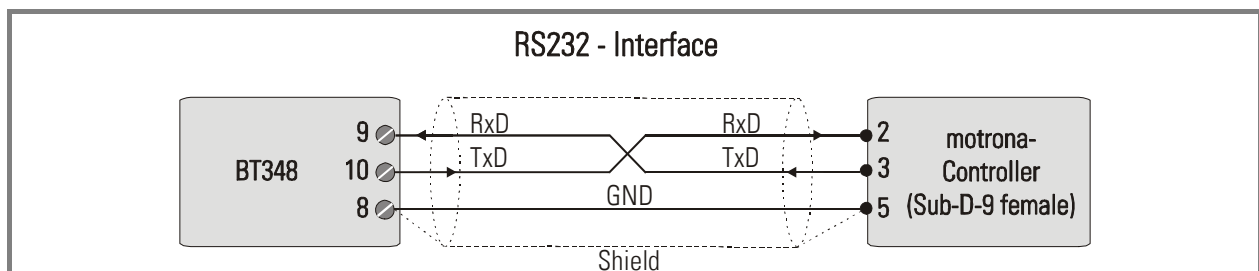 RS232 - Interface
BT348
9
10
8
RxD
TxD
RxD
TxD
GND
Shield
2
3
5
motrona-
Controller
(Sub-D-9 female)